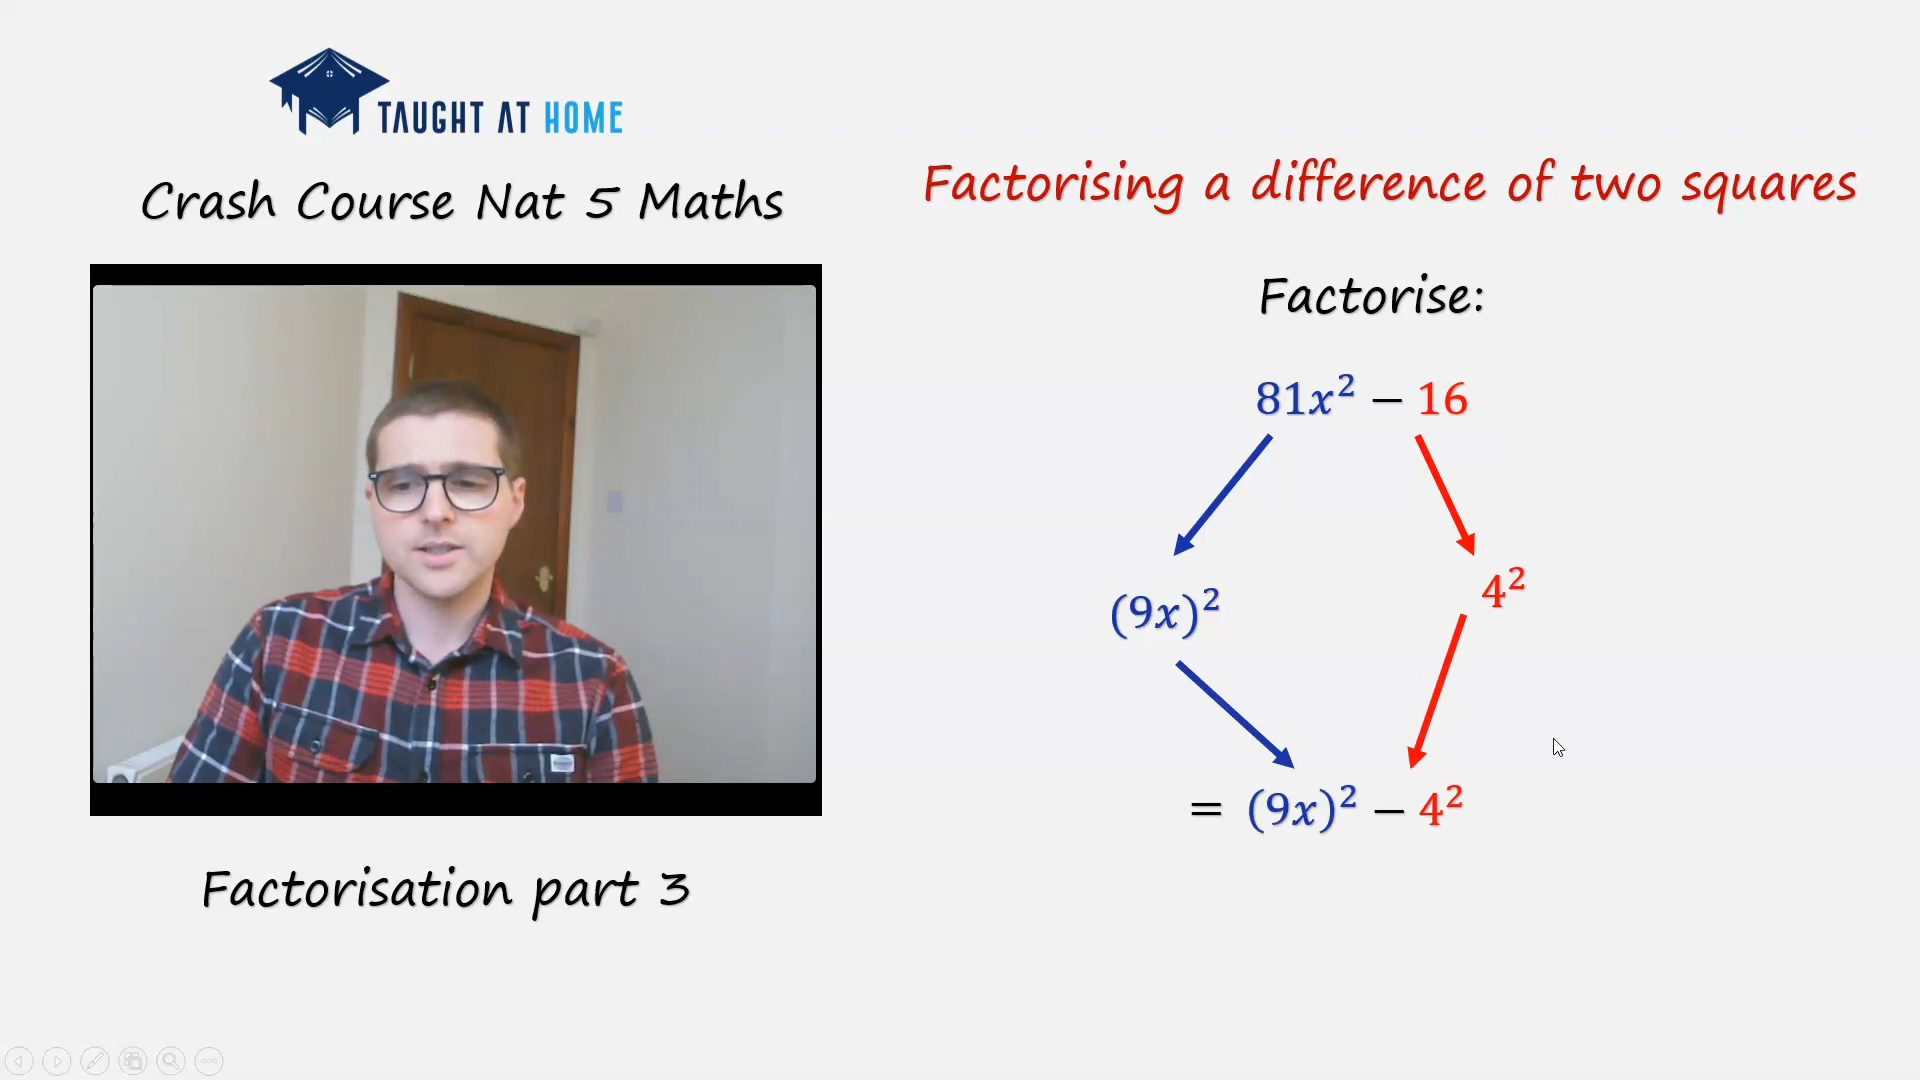 TAUGHT AT HOME
Crash Course Nat 5 Maths
Factorising a difference of two squares
Factorise:
81x² − 16
(9x)²
4²
= (9x)² − 4²
Factorisation part 3